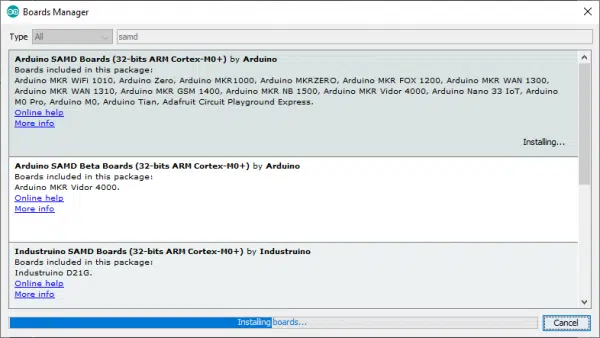 Boards Manager
Type All samd
Arduino SAMD Boards (32-bits ARM Cortex-M0+) by Arduino
Boards included in this package:
Arduino MKR WiFi 1010, Arduino Zero, Arduino MKR1000, Arduino MKRZERO, Arduino MKR FOX 1200, Arduino MKR WAN 1300,
Arduino MKR WAN 1310, Arduino MKR GSM 1400, Arduino MKR NB 1500, Arduino MKR Vidor 4000, Arduino Nano 33 IoT, Arduino
M0 Pro, Arduino M0, Arduino Tian, Adafruit Circuit Playground Express.
Online help
More info
Installing...
Arduino SAMD Beta Boards (32-bits ARM Cortex-M0+) by Arduino
Boards included in this package:
Arduino MKR Vidor 4000.
Online help
More info
Industruino SAMD Boards (32-bits ARM Cortex-M0+) by Industruino
Boards included in this package:
Industruino D21G.
Online help
More info
Installing boards...
Cancel